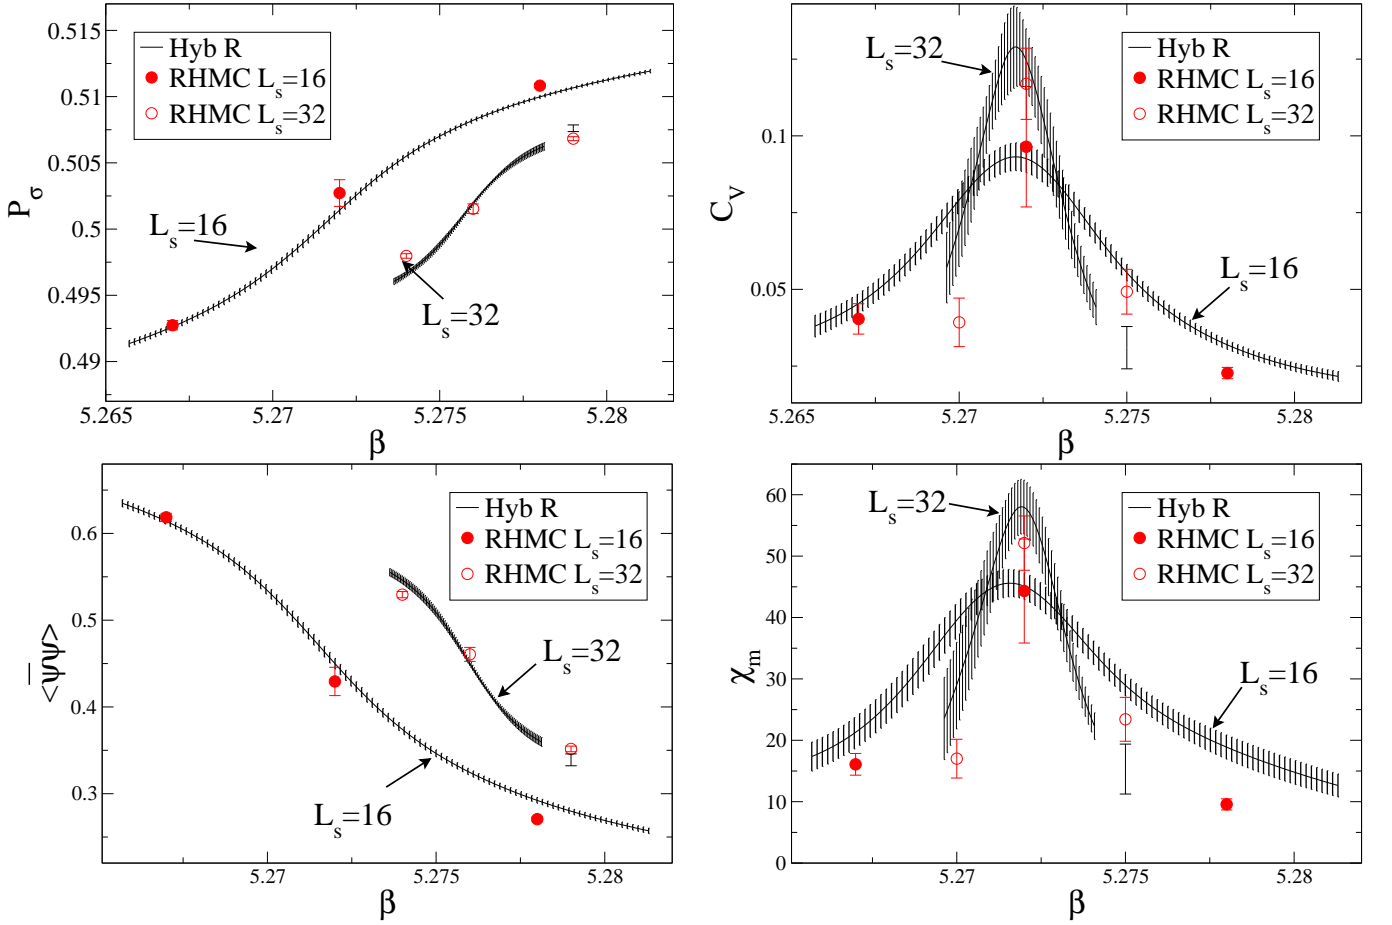 0.515
0.51
0.505
0.5
0.495
0.49
P_σ
Hyb R
RHMC L_s=16
RHMC L_s=32
L_s=16
L_s=32
5.265
5.27
5.275
5.28
β
0.1
0.05
C_V
L_s=32
Hyb R
RHMC L_s=16
RHMC L_s=32
L_s=16
5.265
5.27
5.275
5.28
β
0.6
0.5
0.4
0.3
<ψ̄ψ>
Hyb R
RHMC L_s=16
RHMC L_s=32
L_s=32
L_s=16
5.27
5.275
5.28
β
60
50
40
30
20
10
0
χ_m
L_s=32
Hyb R
RHMC L_s=16
RHMC L_s=32
L_s=16
5.27
5.275
5.28
β